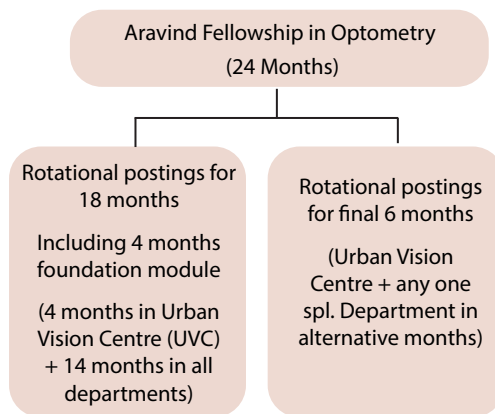 Aravind Fellowship in Optometry
(24 Months)
Rotational postings for
18 months
Including 4 months
foundation module
(4 months in Urban
Vision Centre (UVC)
+ 14 months in all
departments)
Rotational postings
for final 6 months
(Urban Vision
Centre + any one
spl. Department in
alternative months)